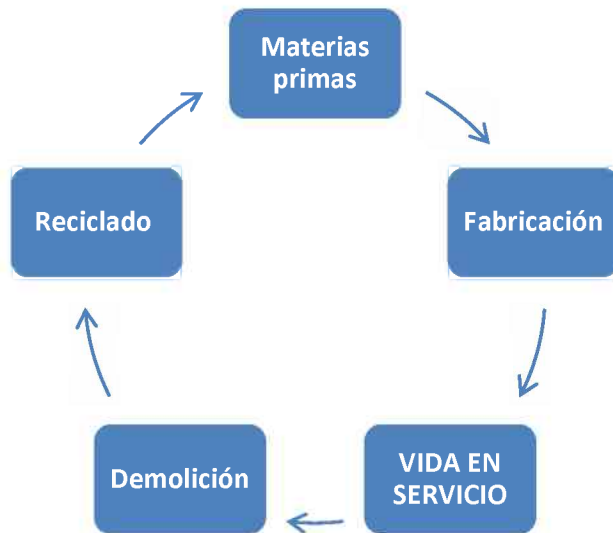 Materias
primas
Fabricación
VIDA EN
SERVICIO
Demolición
Reciclado